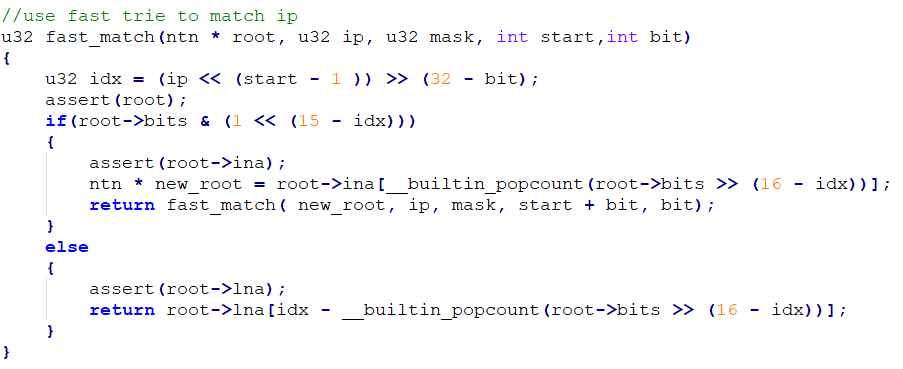 //use fast trie to match ip
u32 fast_match(ntn * root, u32 ip, u32 mask, int start,int bit)
{
    u32 idx = (ip << (start - 1 )) >> (32 - bit);
    assert(root);
    if(root->bits & (1 << (15 - idx)))
    {
        assert(root->ina);
        ntn * new_root = root->ina[__builtin_popcount(root->bits >> (16 - idx))];
        return fast_match( new_root, ip, mask, start + bit, bit);
    }
    else
    {
        assert(root->lna);
        return root->lna[idx - __builtin_popcount(root->bits >> (16 - idx))];
    }
}